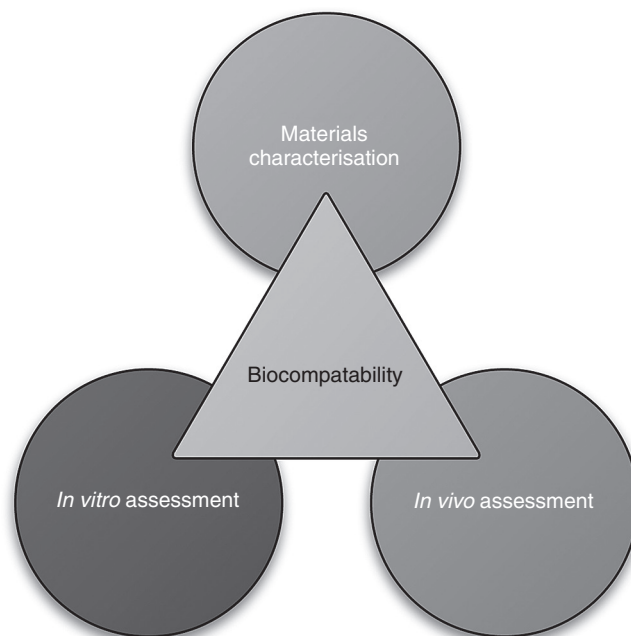 Materials
characterisation
Biocompatability
In vitro assessment
In vivo assessment